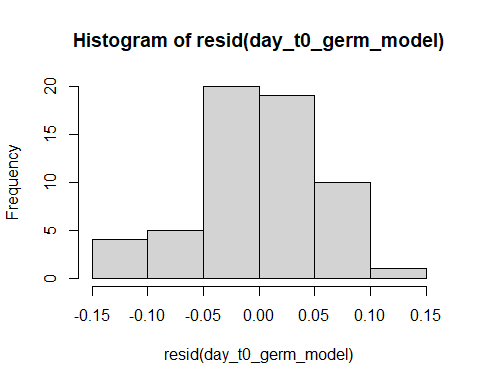 Histogram of resid(day_t0_germ_model)
Frequency
20
15
10
5
0
-0.15 -0.10 -0.05 0.00 0.05 0.10 0.15
resid(day_t0_germ_model)